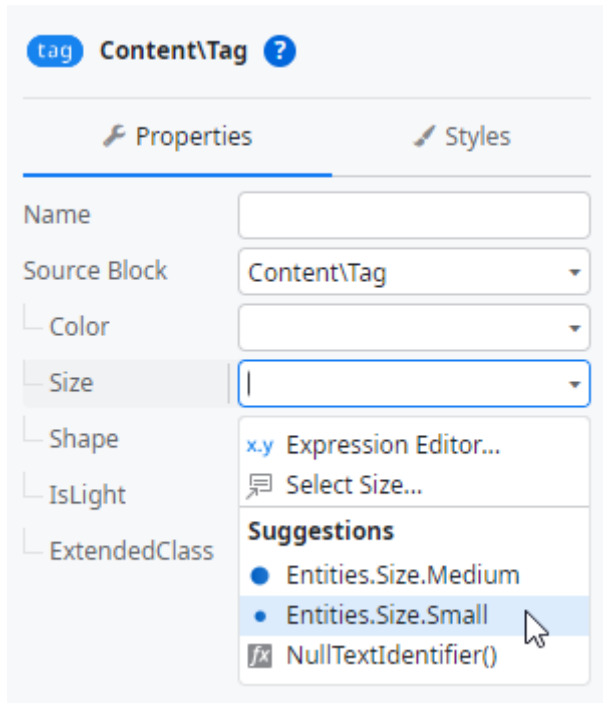 tag Content\Tag ?
Properties Styles
Name
Source Block Content\Tag
Color
Size
Shape
x.y Expression Editor...
Select Size...
IsLight
Suggestions
ExtendedClass
Entities.Size.Medium
Entities.Size.Small
fx NullTextIdentifier()